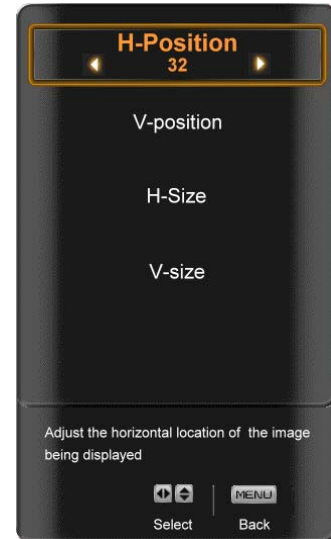 H-Position
32
V-position
H-Size
V-size
Adjust the horizontal location of the image
being displayed
MENU
Select Back